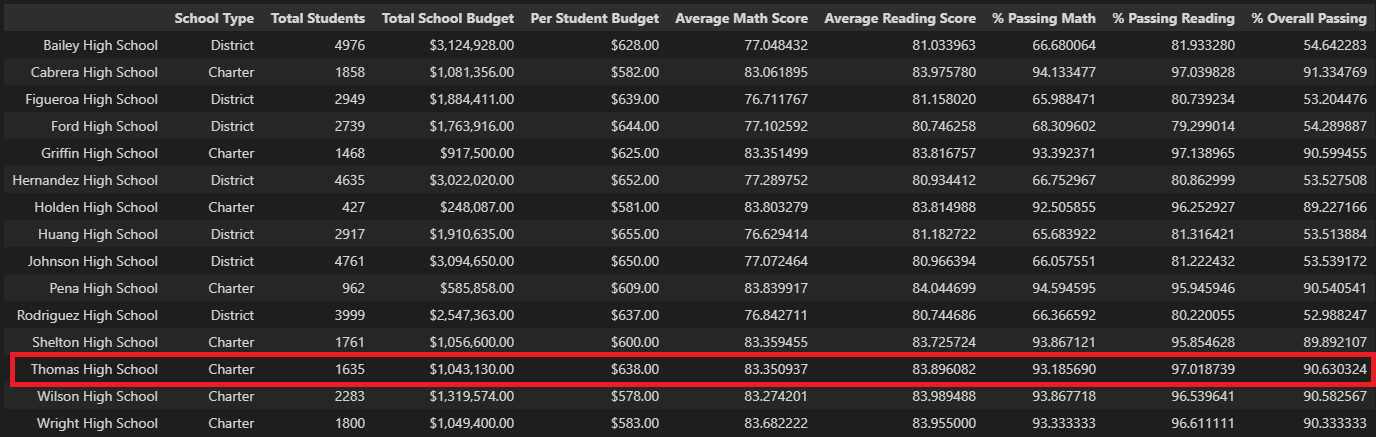 School Type Total Students Total School Budget Per Student Budget Average Math Score Average Reading Score % Passing Math % Passing Reading % Overall Passing
Bailey High School District 4976 $3,124,928.00 $628.00 77.048432 81.033963 66.680064 81.933280 54.642283
Cabrera High School Charter 1858 $1,081,356.00 $582.00 83.061895 83.975780 94.133477 97.039828 91.334769
Figueroa High School District 2949 $1,884,411.00 $639.00 76.711767 81.158020 65.988471 80.739234 53.204476
Ford High School District 2739 $1,763,916.00 $644.00 77.102592 80.746258 68.309602 79.299014 54.289887
Griffin High School Charter 1468 $917,500.00 $625.00 83.351499 83.816757 93.392371 97.138965 90.599455
Hernandez High School District 4635 $3,022,020.00 $652.00 77.289752 80.934412 66.752967 80.862999 53.527508
Holden High School Charter 427 $248,087.00 $581.00 83.803279 83.814988 92.505855 96.252927 89.227166
Huang High School District 2917 $1,910,635.00 $655.00 76.629414 81.182722 65.683922 81.316421 53.513884
Johnson High School District 4761 $3,094,650.00 $650.00 77.072464 80.966394 66.057551 81.222432 53.539172
Pena High School Charter 962 $585,858.00 $609.00 83.839917 84.044699 94.594595 95.945946 90.540541
Rodriguez High School District 3999 $2,547,363.00 $637.00 76.842711 80.744686 66.366592 80.220055 52.988247
Shelton High School Charter 1761 $1,056,600.00 $600.00 83.359455 83.725724 93.867121 95.854628 89.892107
Thomas High School Charter 1635 $1,043,130.00 $638.00 83.350937 83.896082 93.185690 97.018739 90.630324
Wilson High School Charter 2283 $1,319,574.00 $578.00 83.274201 83.989488 93.867718 96.539641 90.582567
Wright High School Charter 1800 $1,049,400.00 $583.00 83.682222 83.955000 93.333333 96.611111 90.333333